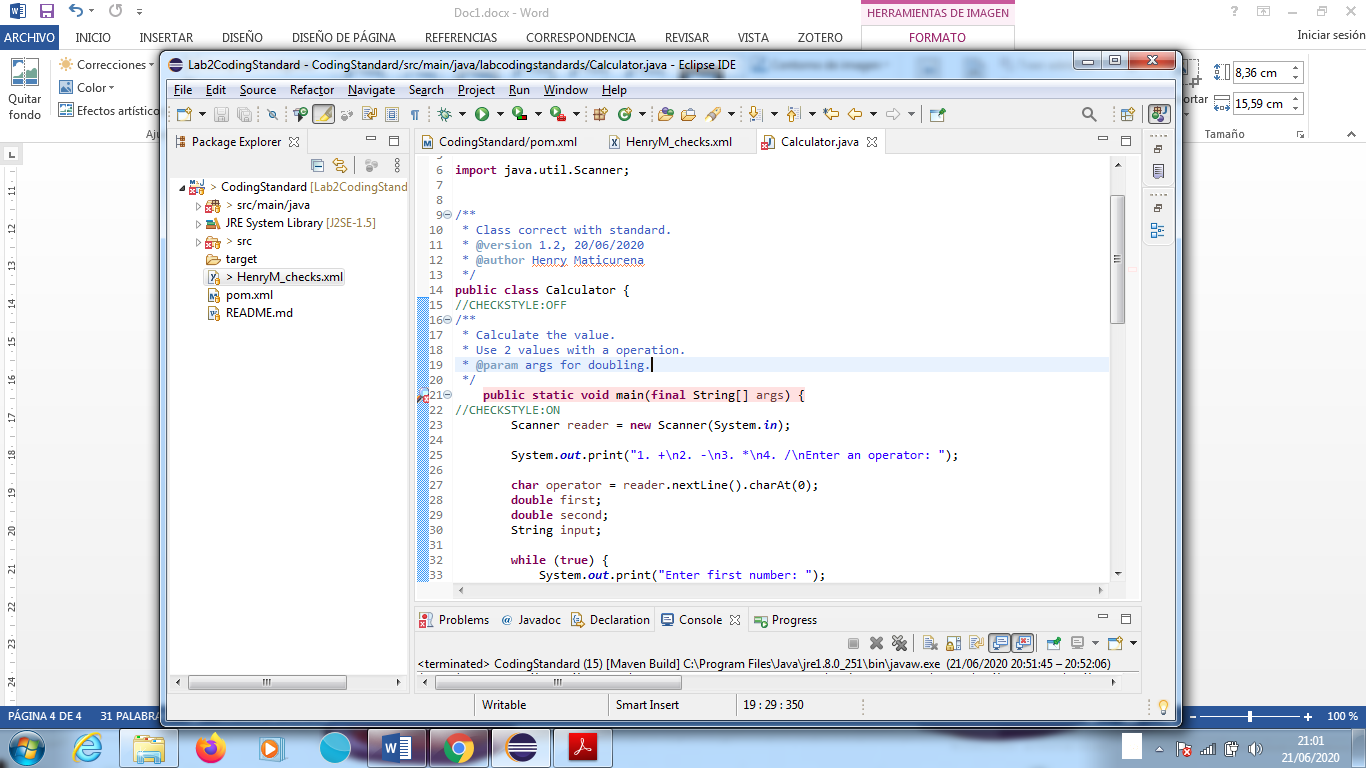 Doc1.docx - Word
HERRAMIENTAS DE IMAGEN
ARCHIVO INICIO INSERTAR DISEÑO DISEÑO DE PÁGINA REFERENCIAS CORRESPONDENCIA REVISAR VISTA ZOTERO FORMATO Iniciar sesión
Quitar
fondo
Correcciones
Color
Efectos artístico
8,36 cm
15,59 cm
Tamaño
Lab2CodingStandard - CodingStandard/src/main/java/labcodingstandards/Calculator.java - Eclipse IDE
File Edit Source Refactor Navigate Search Project Run Window Help
Package Explorer
> CodingStandard [Lab2CodingStand
> src/main/java
JRE System Library [J2SE-1.5]
> src
target
> HenryM_checks.xml
pom.xml
README.md
CodingStandard/pom.xml HenryM_checks.xml Calculator.java
6 import java.util.Scanner;
7
8
9 /**
10 * Class correct with standard.
11 * @version 1.2, 20/06/2020
12 * @author Henry Maticurena
13 */
14 public class Calculator {
15 //CHECKSTYLE:OFF
16 /**
17 * Calculate the value.
18 * Use 2 values with a operation.
19 * @param args for doubling.
20 */
21 public static void main(final String[] args) {
22 //CHECKSTYLE:ON
23 Scanner reader = new Scanner(System.in);
24
25 System.out.print("1. +\n2. -\n3. *\n4. /\nEnter an operator: ");
26
27 char operator = reader.nextLine().charAt(0);
28 double first;
29 double second;
30 String input;
31
32 while (true) {
33 System.out.print("Enter first number: ");
Problems @ Javadoc Declaration Console Progress
<terminated> CodingStandard (15) [Maven Build] C:\Program Files\Java\jre1.8.0_251\bin\javaw.exe (21/06/2020 20:51:45 – 20:52:06)
Writable Smart Insert 19 : 29 : 350
PÁGINA 4 DE 4 31 PALABRA
100 %
21:01
21/06/2020